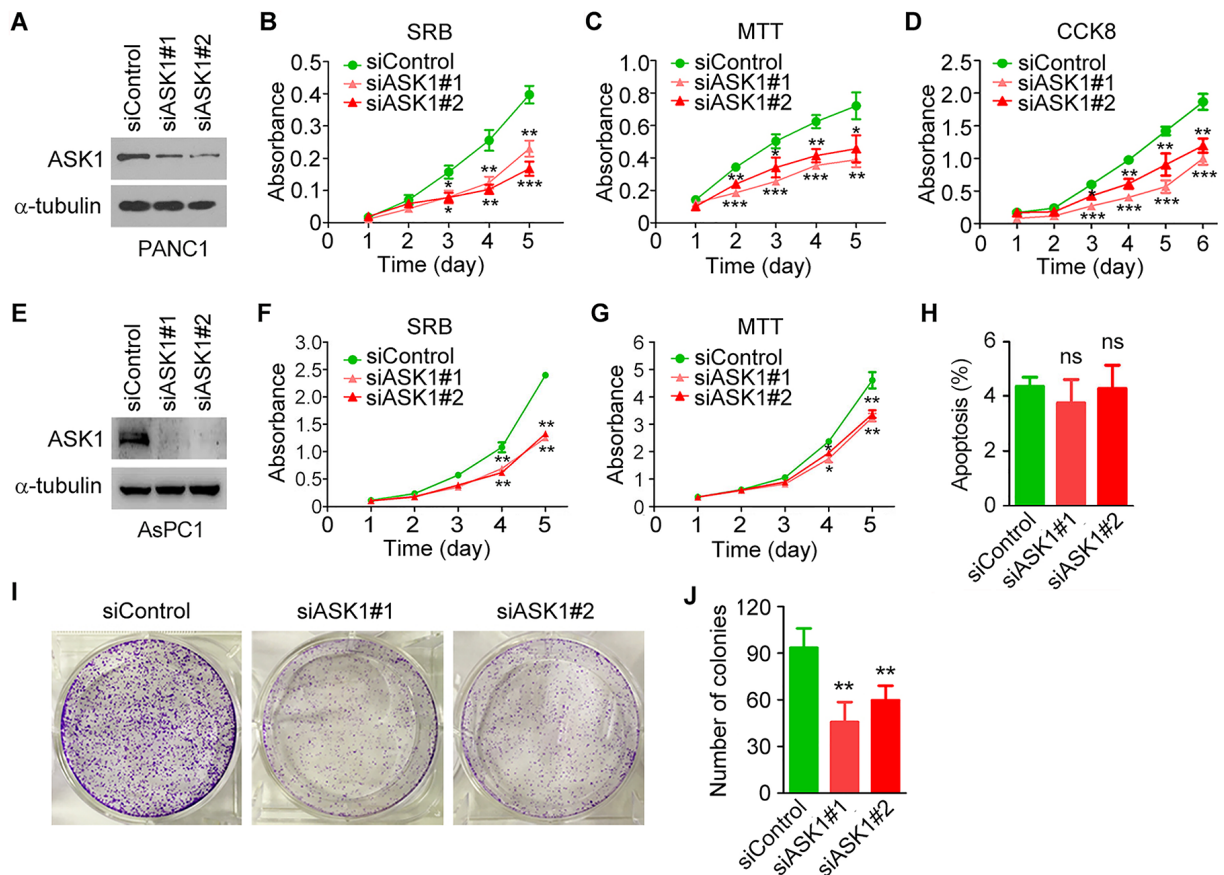 A
siControl
siASK1#1
siASK1#2
ASK1
α-tubulin
PANC1
B
SRB
siControl
siASK1#1
siASK1#2
Absorbance
0.5
0.4
0.3
0.2
0.1
0
** 
* ** ***
* **
0 1 2 3 4 5
Time (day)
C
MTT
siControl
siASK1#1
siASK1#2
Absorbance
1.0
0.8
0.6
0.4
0.2
0
** * ** *
*** *** *** **
0 1 2 3 4 5
Time (day)
D
CCK8
siControl
siASK1#1
siASK1#2
Absorbance
2.5
2.0
1.5
1.0
0.5
0
* ** ** **
*** *** *** ***
0 1 2 3 4 5 6
Time (day)
E
siControl
siASK1#1
siASK1#2
ASK1
α-tubulin
AsPC1
F
SRB
siControl
siASK1#1
siASK1#2
Absorbance
3.0
2.5
2.0
1.5
1.0
0.5
0
** **
** **
0 1 2 3 4 5
Time (day)
G
MTT
siControl
siASK1#1
siASK1#2
Absorbance
6
5
4
3
2
1
0
* **
* **
0 1 2 3 4 5
Time (day)
H
Apoptosis (%)
6
4
2
0
ns
ns
siControl
siASK1#1
siASK1#2
I
siControl
siASK1#1
siASK1#2
J
Number of colonies
120
90
60
30
0
**
**
siControl
siASK1#1
siASK1#2